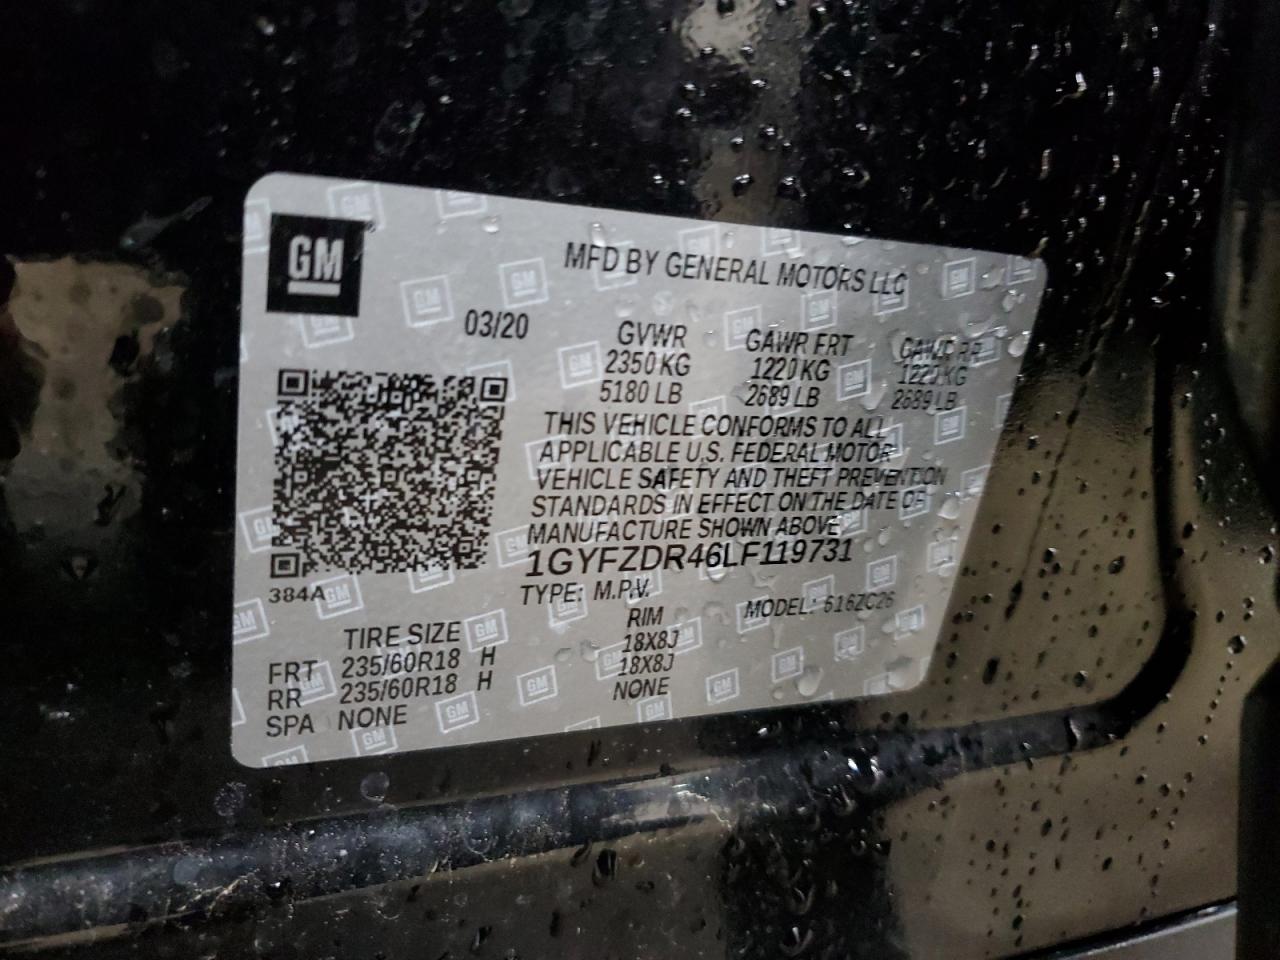 GM
MFD BY GENERAL MOTORS LLC
03/20 GVWR GAWR FRT GAWR RR
2350 KG 1220 KG 1220 KG
5180 LB 2689 LB 2689 LB
THIS VEHICLE CONFORMS TO ALL
APPLICABLE U.S. FEDERAL MOTOR
VEHICLE SAFETY AND THEFT PREVENTION
STANDARDS IN EFFECT ON THE DATE OF
MANUFACTURE SHOWN ABOVE
1GYFZDR46LF119731
384A
TYPE: M.P.V. MODEL: 616ZC26
TIRE SIZE RIM
FRT 235/60R18 H 18X8J
RR 235/60R18 H 18X8J
SPA NONE NONE